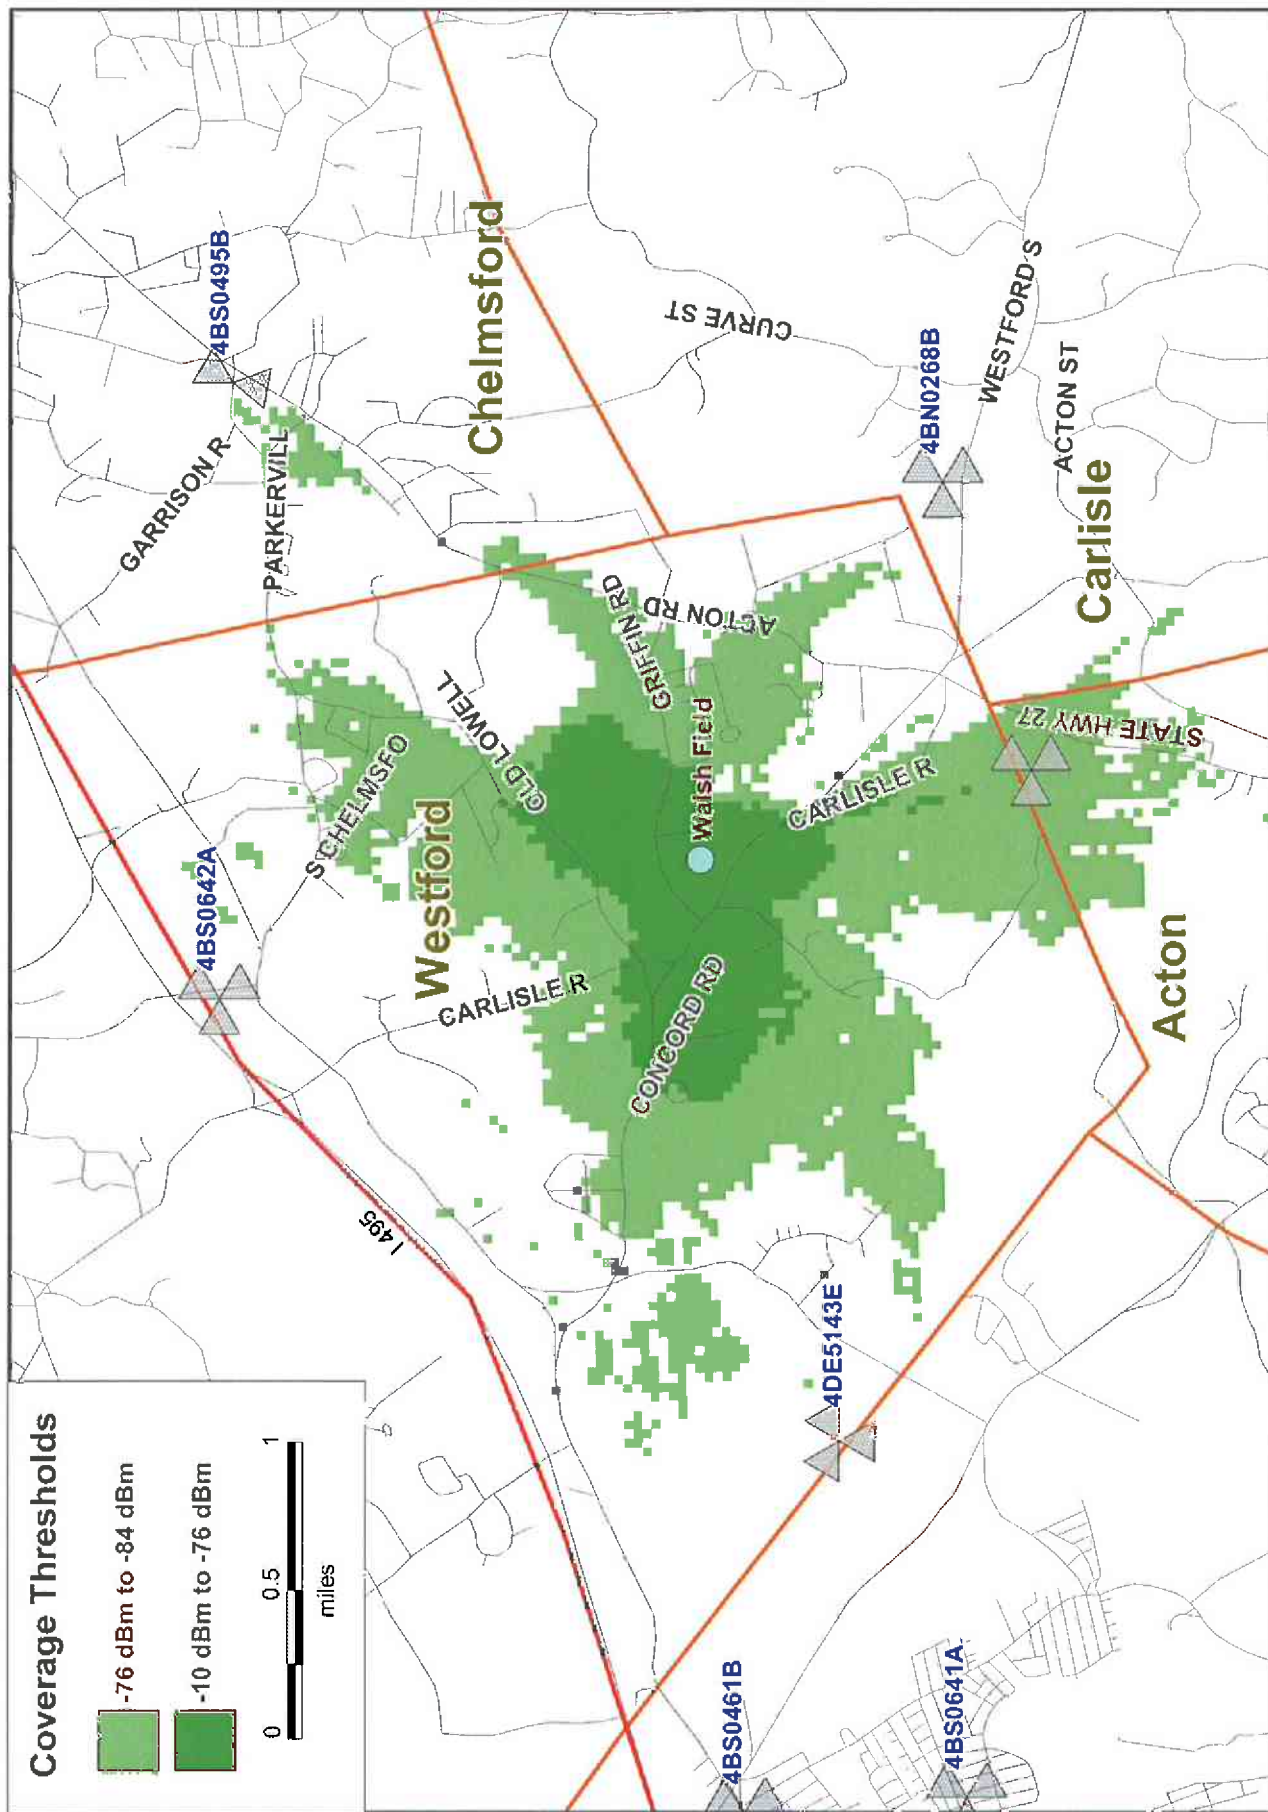 Coverage Thresholds
-76 dBm to -84 dBm
-10 dBm to -76 dBm
0 0.5 1
miles
I 495
4BS0642A
4BS0495B
GARRISON R
PARKERVILL
S CHELMSFO
Westford
CARLISLE R
OLD LOWELL
Chelmsford
CURVE ST
GRIFFIN RD
ACTON RD
Walsh Field
CONCORD RD
CARLISLE R
4BN0268B
WESTFORD S
ACTON ST
Carlisle
STATE HWY 27
Acton
4DE5143E
4BS0461B
4BS0641A